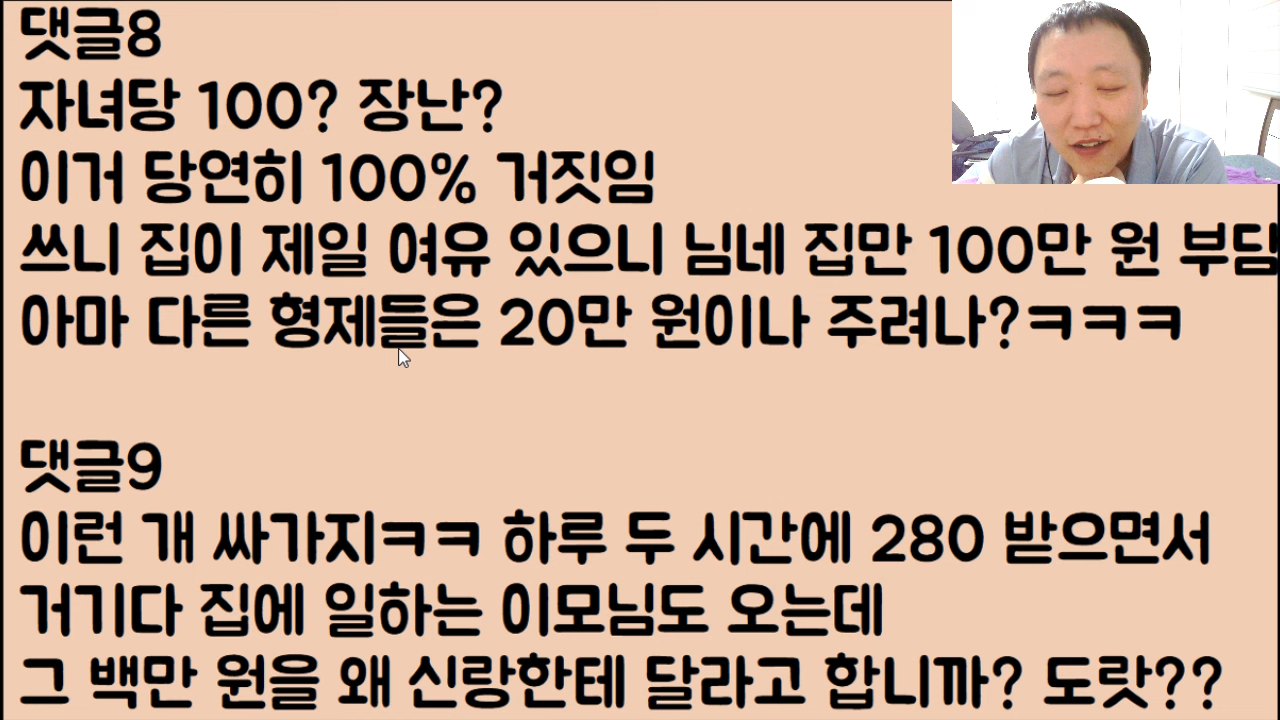 댓글8
자녀당 100? 장난?
이거 당연히 100% 거짓임
쓰니 집이 제일 여유 있으니 님네 집만 100만 원 부담
아마 다른 형제들은 20만 원이나 주려나?ㅋㅋㅋ
댓글9
이런 개 싸가지ㅋㅋ 하루 두 시간에 280 받으면서
거기다 집에 일하는 이모님도 오는데
그 백만 원을 왜 신랑한테 달라고 합니까? 도랏??